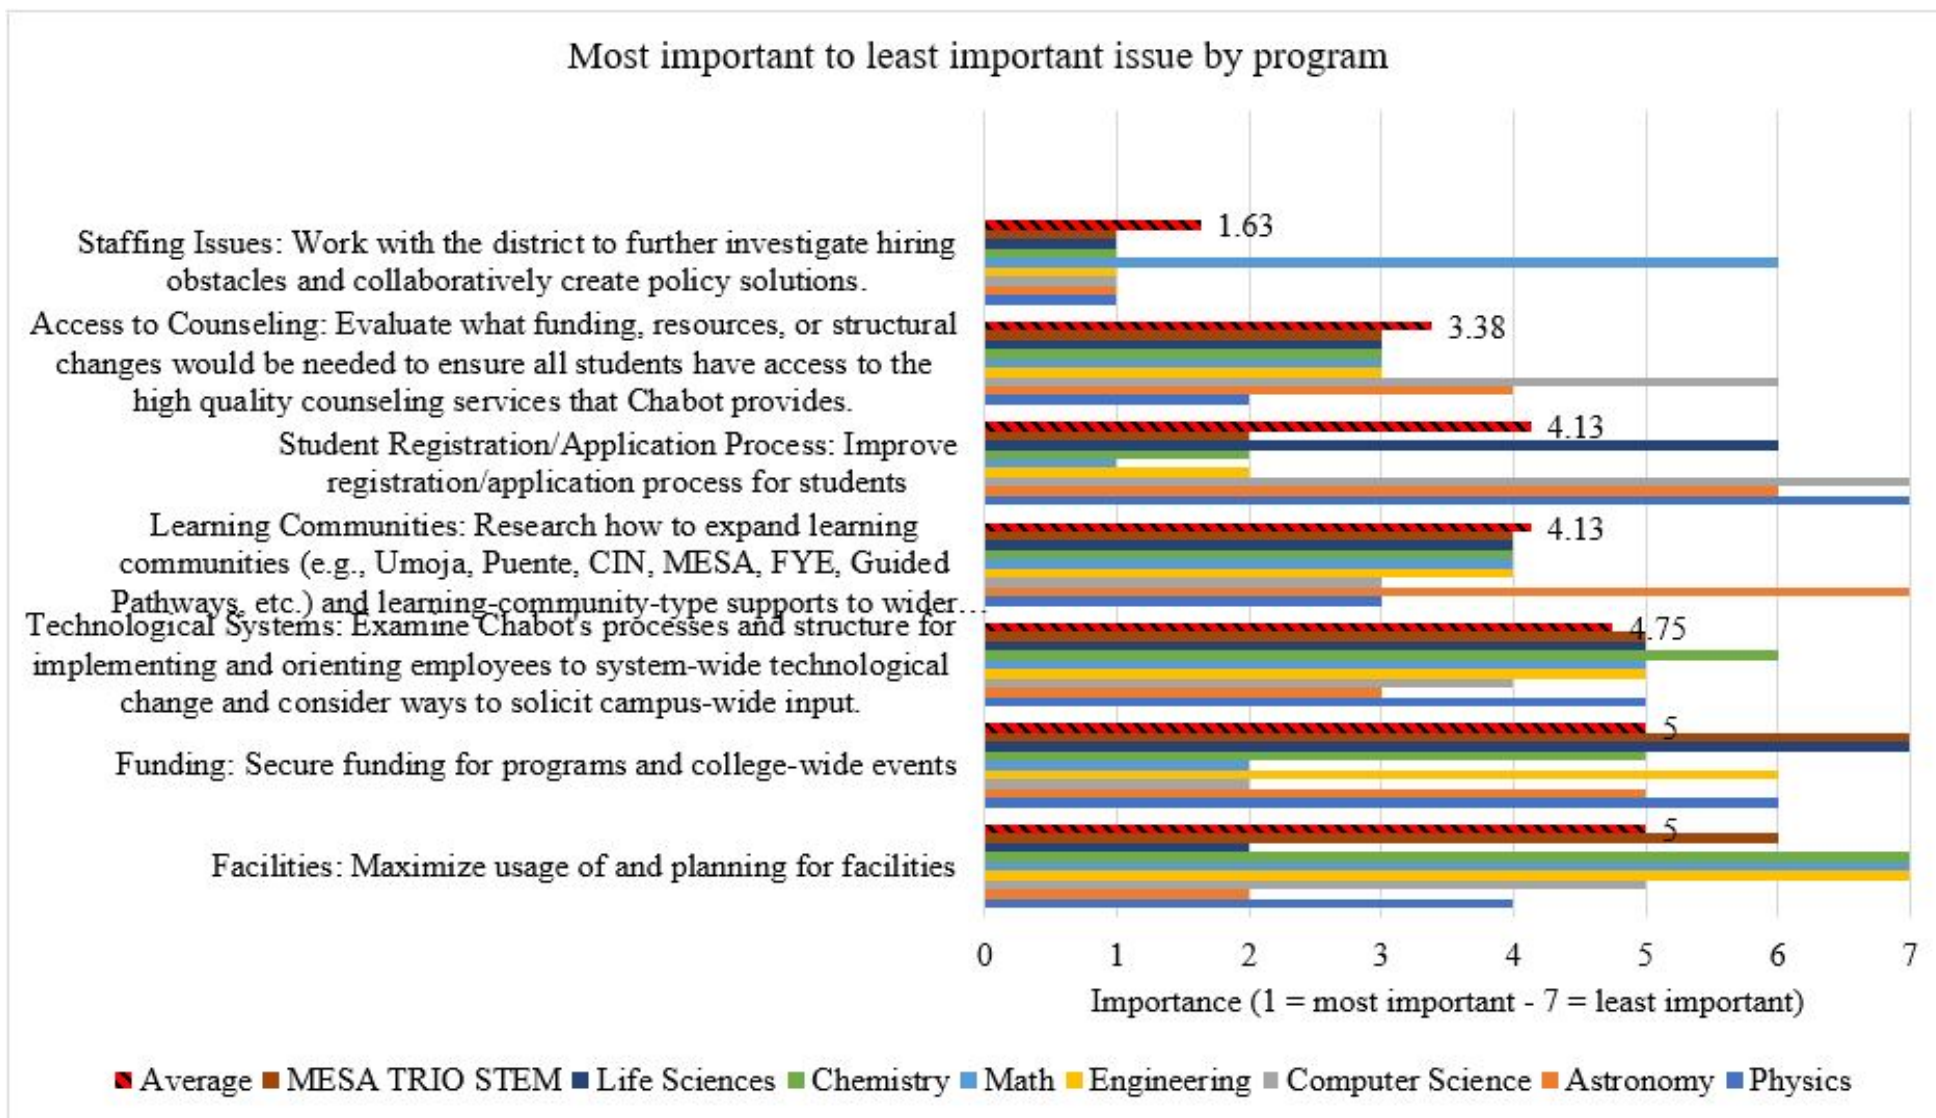 Most important to least important issue by program
Staffing Issues: Work with the district to further investigate hiring
obstacles and collaboratively create policy solutions.
1.63
Access to Counseling: Evaluate what funding, resources, or structural
changes would be needed to ensure all students have access to the
high quality counseling services that Chabot provides.
3.38
Student Registration/Application Process: Improve
registration/application process for students
4.13
Learning Communities: Research how to expand learning
communities (e.g., Umoja, Puente, CIN, MESA, FYE, Guided
Pathways, etc.) and learning-community-type supports to wider…
4.13
Technological Systems: Examine Chabot's processes and structure for
implementing and orienting employees to system-wide technological
change and consider ways to solicit campus-wide input.
4.75
Funding: Secure funding for programs and college-wide events
5
Facilities: Maximize usage of and planning for facilities
5
0 1 2 3 4 5 6 7
Importance (1 = most important - 7 = least important)
Average MESA TRIO STEM Life Sciences Chemistry Math Engineering Computer Science Astronomy Physics